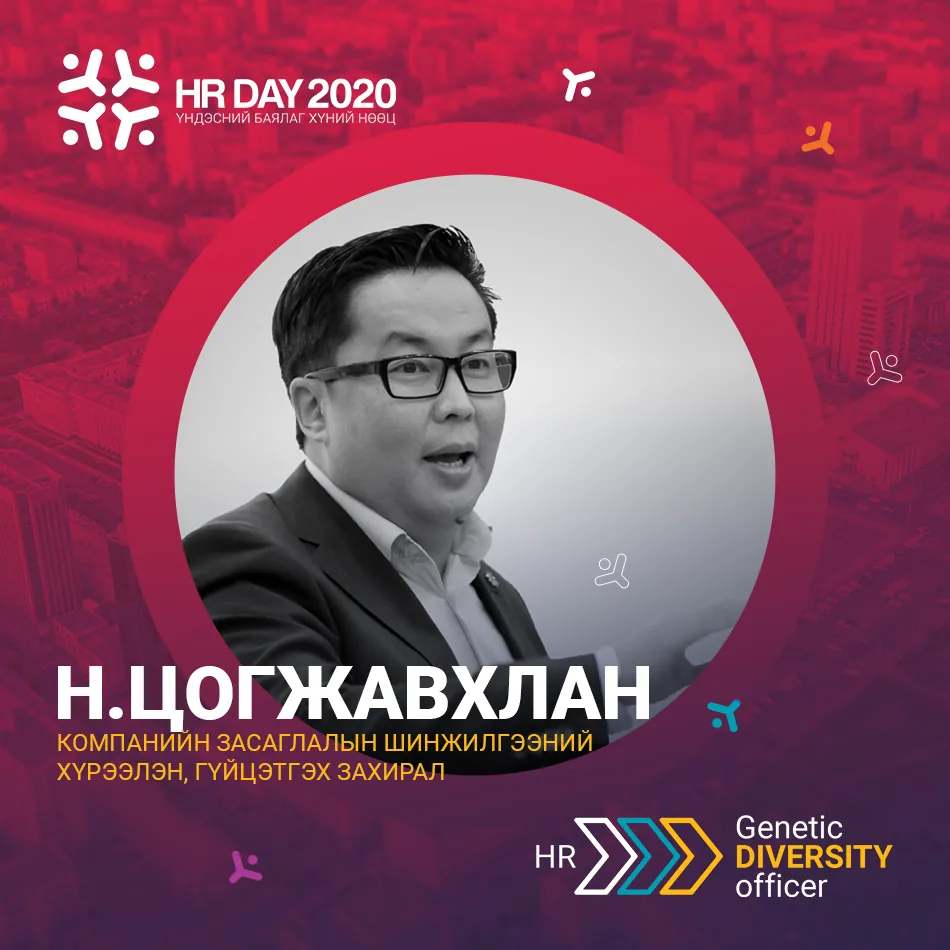 HR DAY 2020
ҮНДЭСНИЙ БАЯЛАГ ХҮНИЙ НӨӨЦ
Н.ЦОГЖАВХЛАН
КОМПАНИЙН ЗАСАГЛАЛЫН ШИНЖИЛГЭЭНИЙ
ХҮРЭЭЛЭН, ГҮЙЦЭТГЭХ ЗАХИРАЛ
HR
Genetic
DIVERSITY
officer